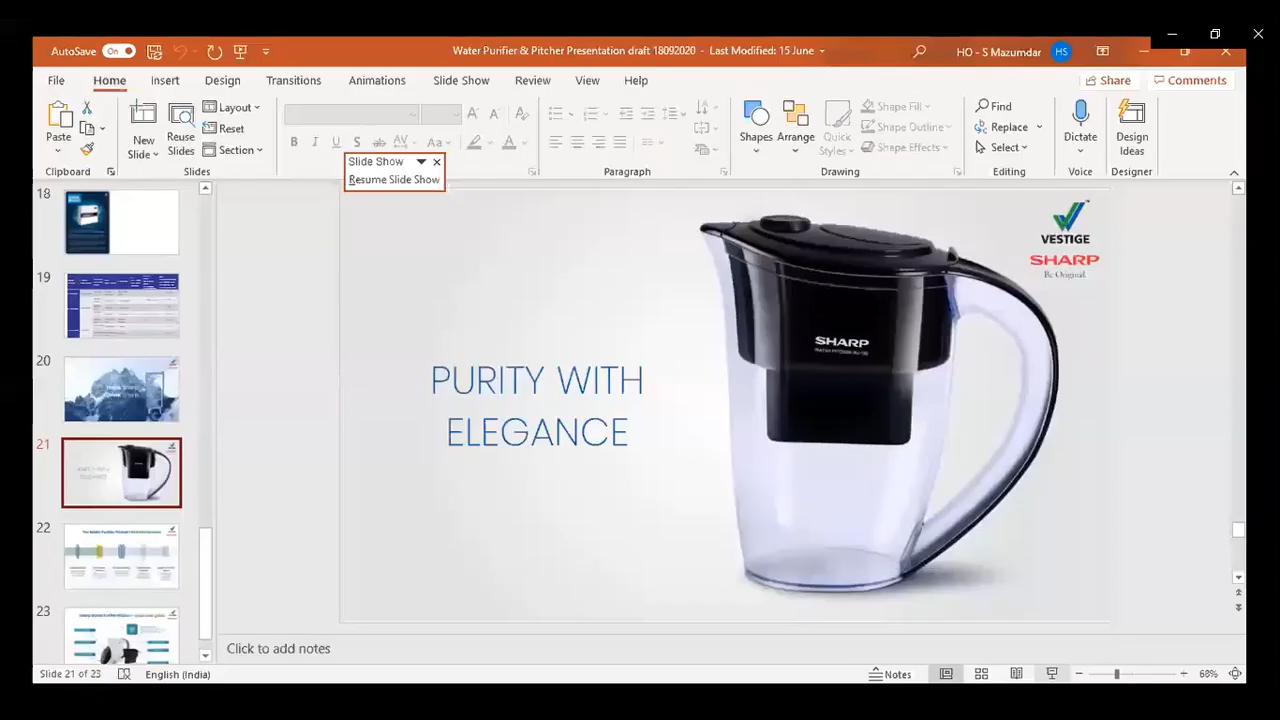 AutoSave On
Water Purifier & Pitcher Presentation draft 18092020 - Last Modified: 15 June
HO - S Mazumdar HS
File Home Insert Design Transitions Animations Slide Show Review View Help
Share Comments
Paste
New Slide
Reuse Slides
Layout
Reset
Section
B I U S ab AV Aa A
Shapes Arrange Quick Styles
Shape Fill
Shape Outline
Shape Effects
Find
Replace
Select
Dictate
Design Ideas
Clipboard Slides Paragraph Drawing Editing Voice Designer
Slide Show
Resume Slide Show
18
19
20
21
22
23
VESTIGE
SHARP
Be Original.
SHARP
PURITY WITH
ELEGANCE
Click to add notes
Slide 21 of 23 English (India) Notes 68%